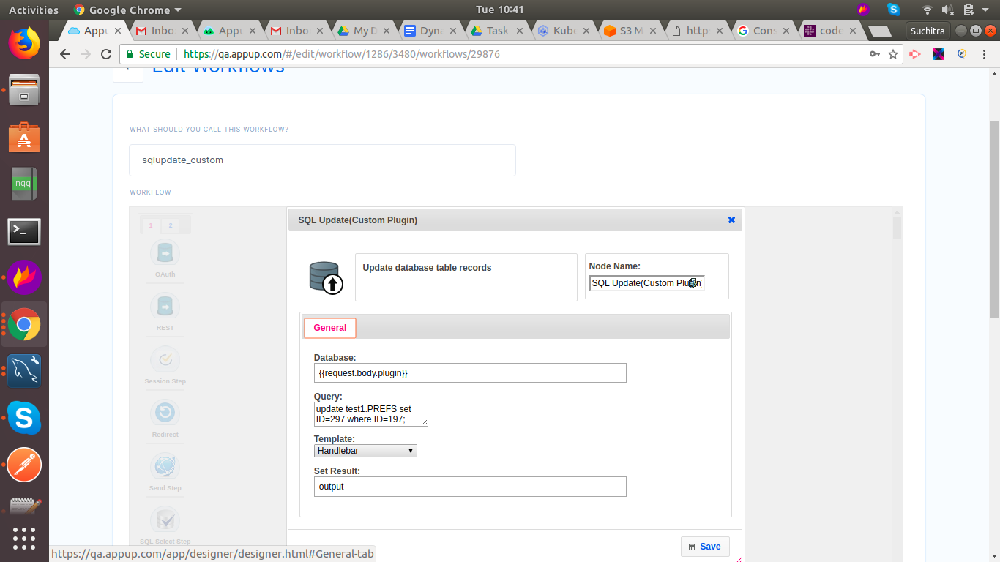 Activities
Google Chrome
Tue 10:41
Appu
Inbo
Appu
Inbo
My D
Dyna
Task
Kube
S3 M
http
Cons
code
Suchitra
Secure
https://qa.appup.com/#/edit/workflow/1286/3480/workflows/29876
Edit Workflows
WHAT SHOULD YOU CALL THIS WORKFLOW?
sqlupdate_custom
WORKFLOW
SQL Update(Custom Plugin)
1 2
OAuth
REST
Session Step
Redirect
Send Step
SQL Select Step
Update database table records
Node Name:
SQL Update(Custom Plugin)
General
Database:
{{request.body.plugin}}
Query:
update test1.PREFS set
ID=297 where ID=197;
Template:
Handlebar
Set Result:
output
Save
nqq
https://qa.appup.com/app/designer/designer.html#General-tab